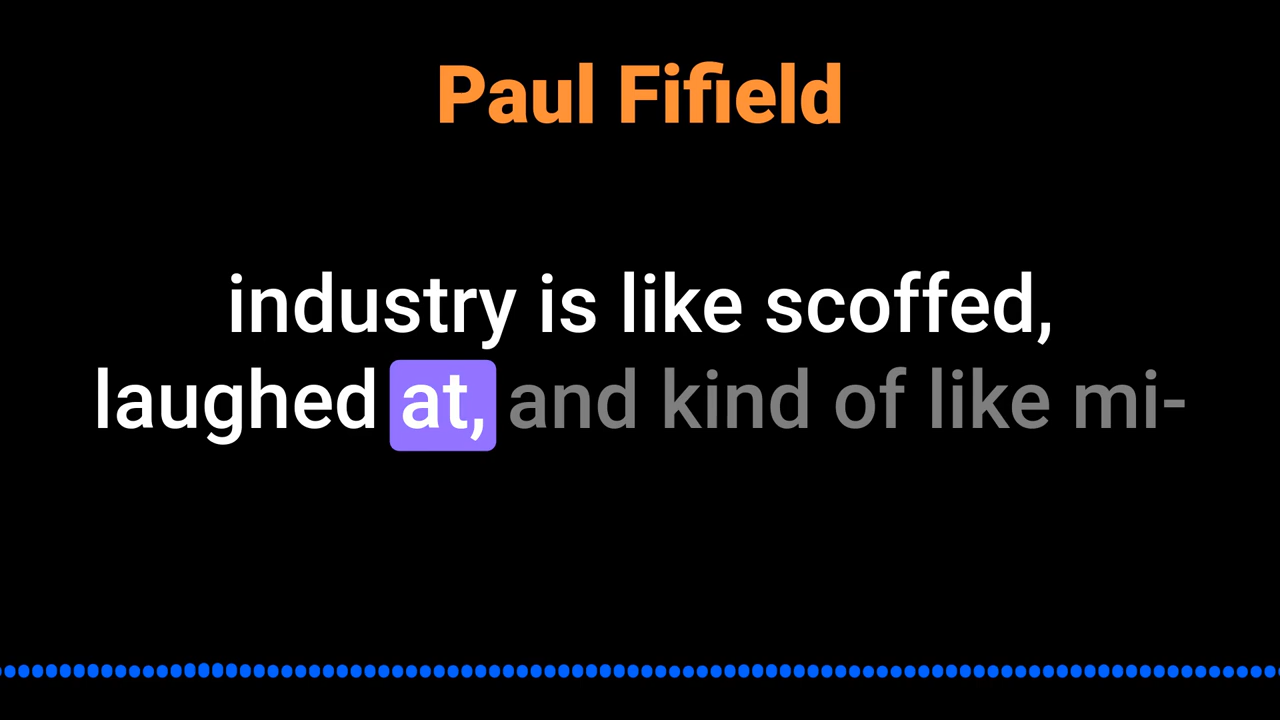 Paul Fifield
industry is like scoffed,
laughed at, and kind of like mi-